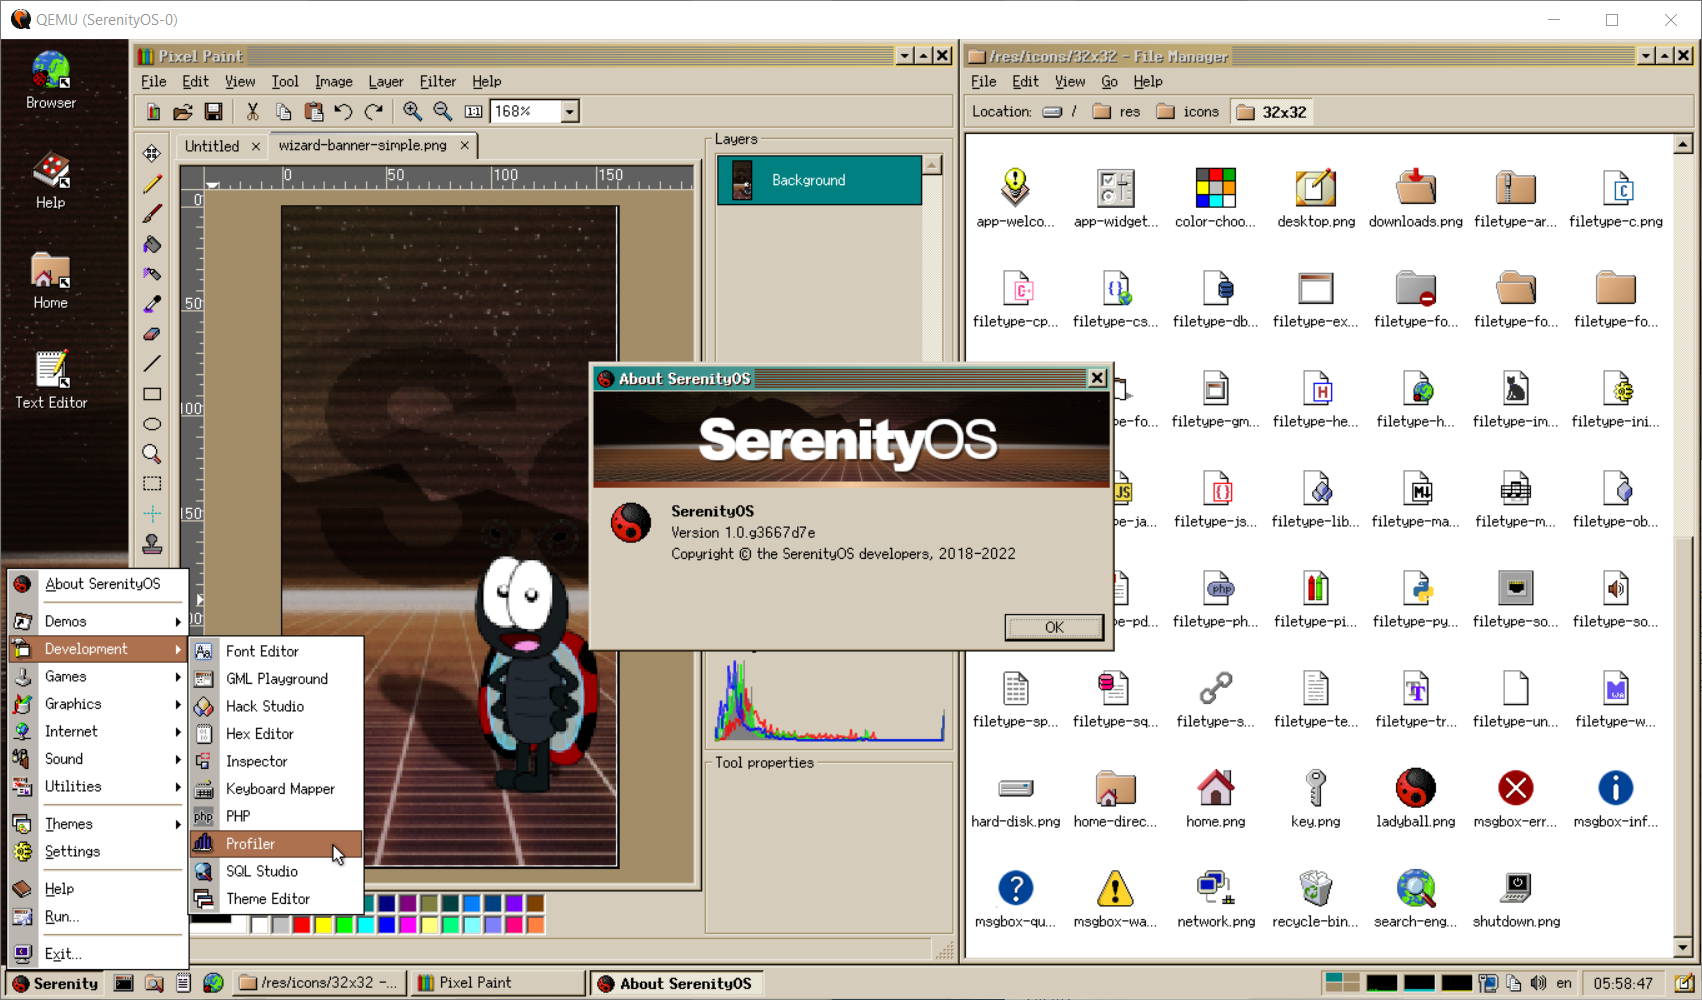 QEMU (SerenityOS-0)
Browser
Help
Home
Text Editor
Pixel Paint
File Edit View Tool Image Layer Filter Help
1:1 168%
Untitled
wizard-banner-simple.png
0 50 100 150
0
50
100
150
Layers
Background
Tool properties
/res/icons/32x32 - File Manager
File Edit View Go Help
Location: / res icons 32x32
app-welco... app-widget... color-choo... desktop.png downloads.png filetype-ar... filetype-c.png
filetype-cp... filetype-cs... filetype-db... filetype-ex... filetype-fo... filetype-fo... filetype-fo...
pe-fo... filetype-gm... filetype-he... filetype-h... filetype-im... filetype-ini...
pe-ja... filetype-js... filetype-lib... filetype-ma... filetype-m... filetype-ob...
pe-pd... filetype-ph... filetype-pi... filetype-py... filetype-so... filetype-so...
filetype-sp... filetype-sq... filetype-s... filetype-te... filetype-tr... filetype-un... filetype-w...
hard-disk.png home-direc... home.png key.png ladyball.png msgbox-err... msgbox-inf...
msgbox-qu... msgbox-wa... network.png recycle-bin... search-eng... shutdown.png
About SerenityOS
SerenityOS
SerenityOS
Version 1.0.g3667d7e
Copyright © the SerenityOS developers, 2018-2022
OK
About SerenityOS
Demos
Development
Games
Graphics
Internet
Sound
Utilities
Themes
Settings
Help
Run...
Exit...
Font Editor
GML Playground
Hack Studio
Hex Editor
Inspector
Keyboard Mapper
PHP
Profiler
SQL Studio
Theme Editor
Serenity
/res/icons/32x32 -...
Pixel Paint
About SerenityOS
en
05:58:47